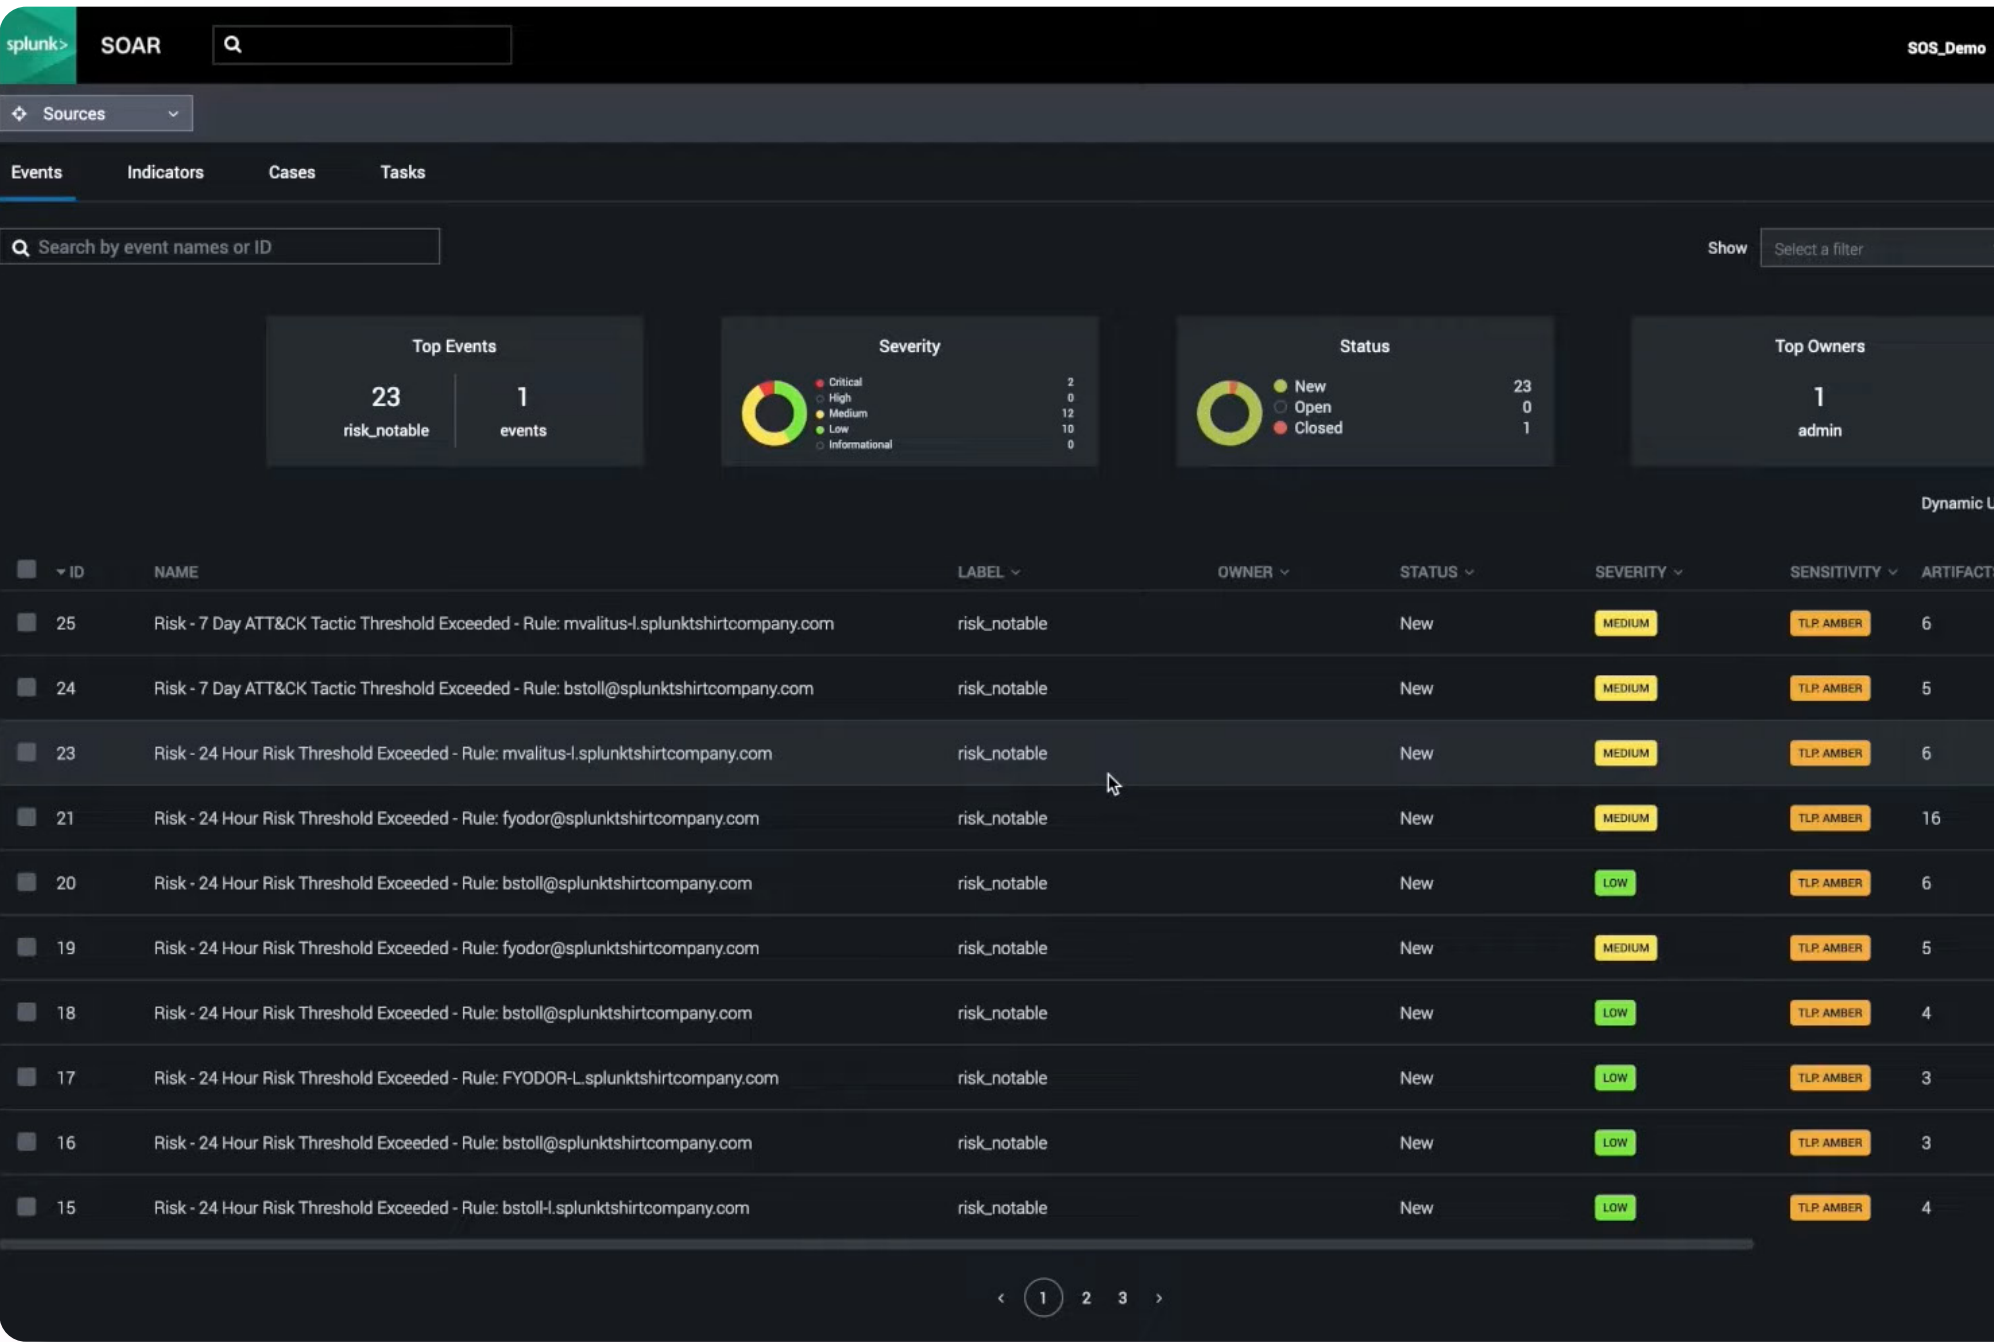 splunk> SOAR SOS_Demo
Sources
Events Indicators Cases Tasks
Search by event names or ID Show Select a filter
Top Events
23 1
risk_notable events
Severity
Critical 2
High 0
Medium 12
Low 10
Informational 0
Status
New 23
Open 0
Closed 1
Top Owners
1
admin
Dynamic U
ID NAME LABEL OWNER STATUS SEVERITY SENSITIVITY ARTIFACTS
25 Risk - 7 Day ATT&CK Tactic Threshold Exceeded - Rule: mvalitus-l.splunktshirtcompany.com risk_notable New MEDIUM TLP: AMBER 6
24 Risk - 7 Day ATT&CK Tactic Threshold Exceeded - Rule: bstoll@splunktshirtcompany.com risk_notable New MEDIUM TLP: AMBER 5
23 Risk - 24 Hour Risk Threshold Exceeded - Rule: mvalitus-l.splunktshirtcompany.com risk_notable New MEDIUM TLP: AMBER 6
21 Risk - 24 Hour Risk Threshold Exceeded - Rule: fyodor@splunktshirtcompany.com risk_notable New MEDIUM TLP: AMBER 16
20 Risk - 24 Hour Risk Threshold Exceeded - Rule: bstoll@splunktshirtcompany.com risk_notable New LOW TLP: AMBER 6
19 Risk - 24 Hour Risk Threshold Exceeded - Rule: fyodor@splunktshirtcompany.com risk_notable New MEDIUM TLP: AMBER 5
18 Risk - 24 Hour Risk Threshold Exceeded - Rule: bstoll@splunktshirtcompany.com risk_notable New LOW TLP: AMBER 4
17 Risk - 24 Hour Risk Threshold Exceeded - Rule: FYODOR-L.splunktshirtcompany.com risk_notable New LOW TLP: AMBER 3
16 Risk - 24 Hour Risk Threshold Exceeded - Rule: bstoll@splunktshirtcompany.com risk_notable New LOW TLP: AMBER 3
15 Risk - 24 Hour Risk Threshold Exceeded - Rule: bstoll-l.splunktshirtcompany.com risk_notable New LOW TLP: AMBER 4
‹ 1 2 3 ›